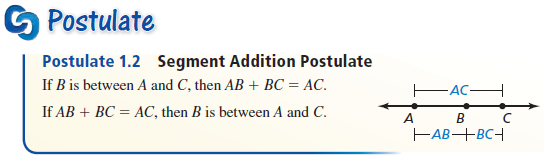 Postulate
Postulate 1.2 Segment Addition Postulate
If B is between A and C, then AB + BC = AC.
If AB + BC = AC, then B is between A and C.
AC
A B C
AB BC